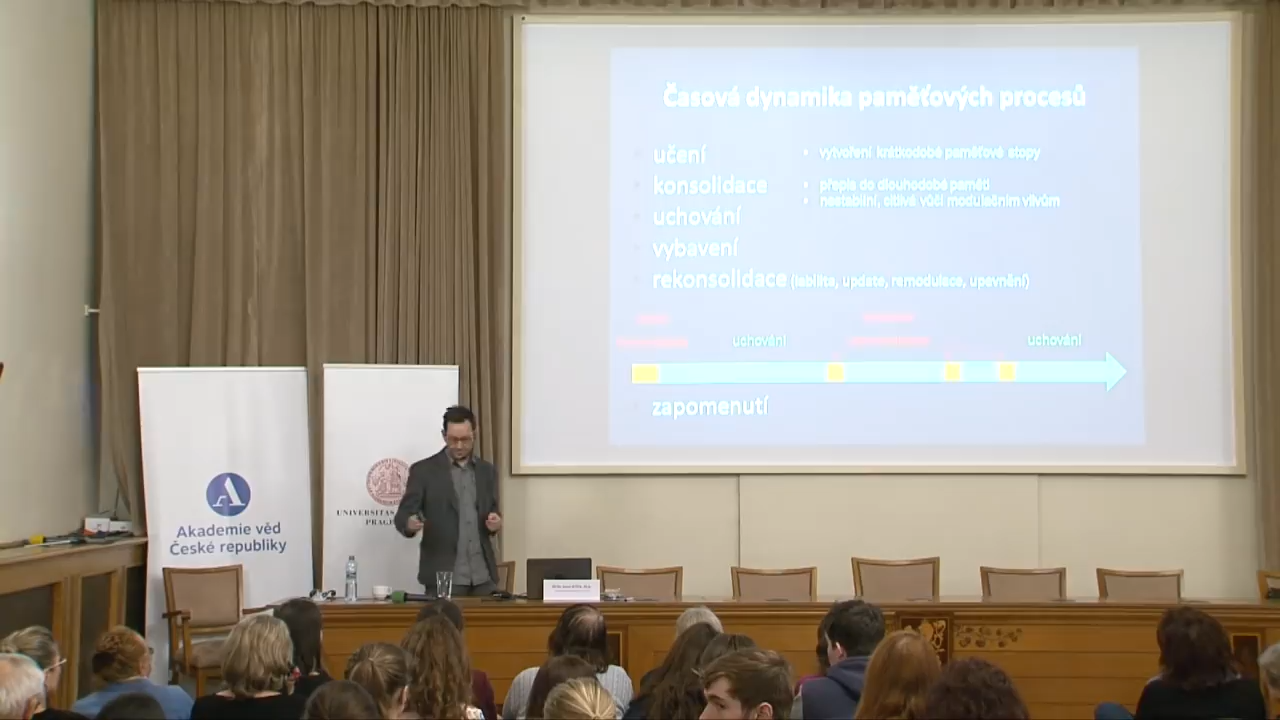 Časová dynamika paměťových procesů
učení
• vytvoření krátkodobé paměťové stopy
konsolidace
• přepis do dlouhodobé paměti
• nestabilní, citlivá vůči modulačním vlivům
uchování
vybavení
rekonsolidace (labilita, update, remodulace, upevnění)
uchování
uchování
zapomenutí
Akademie věd
České republiky
UNIVERSITAS